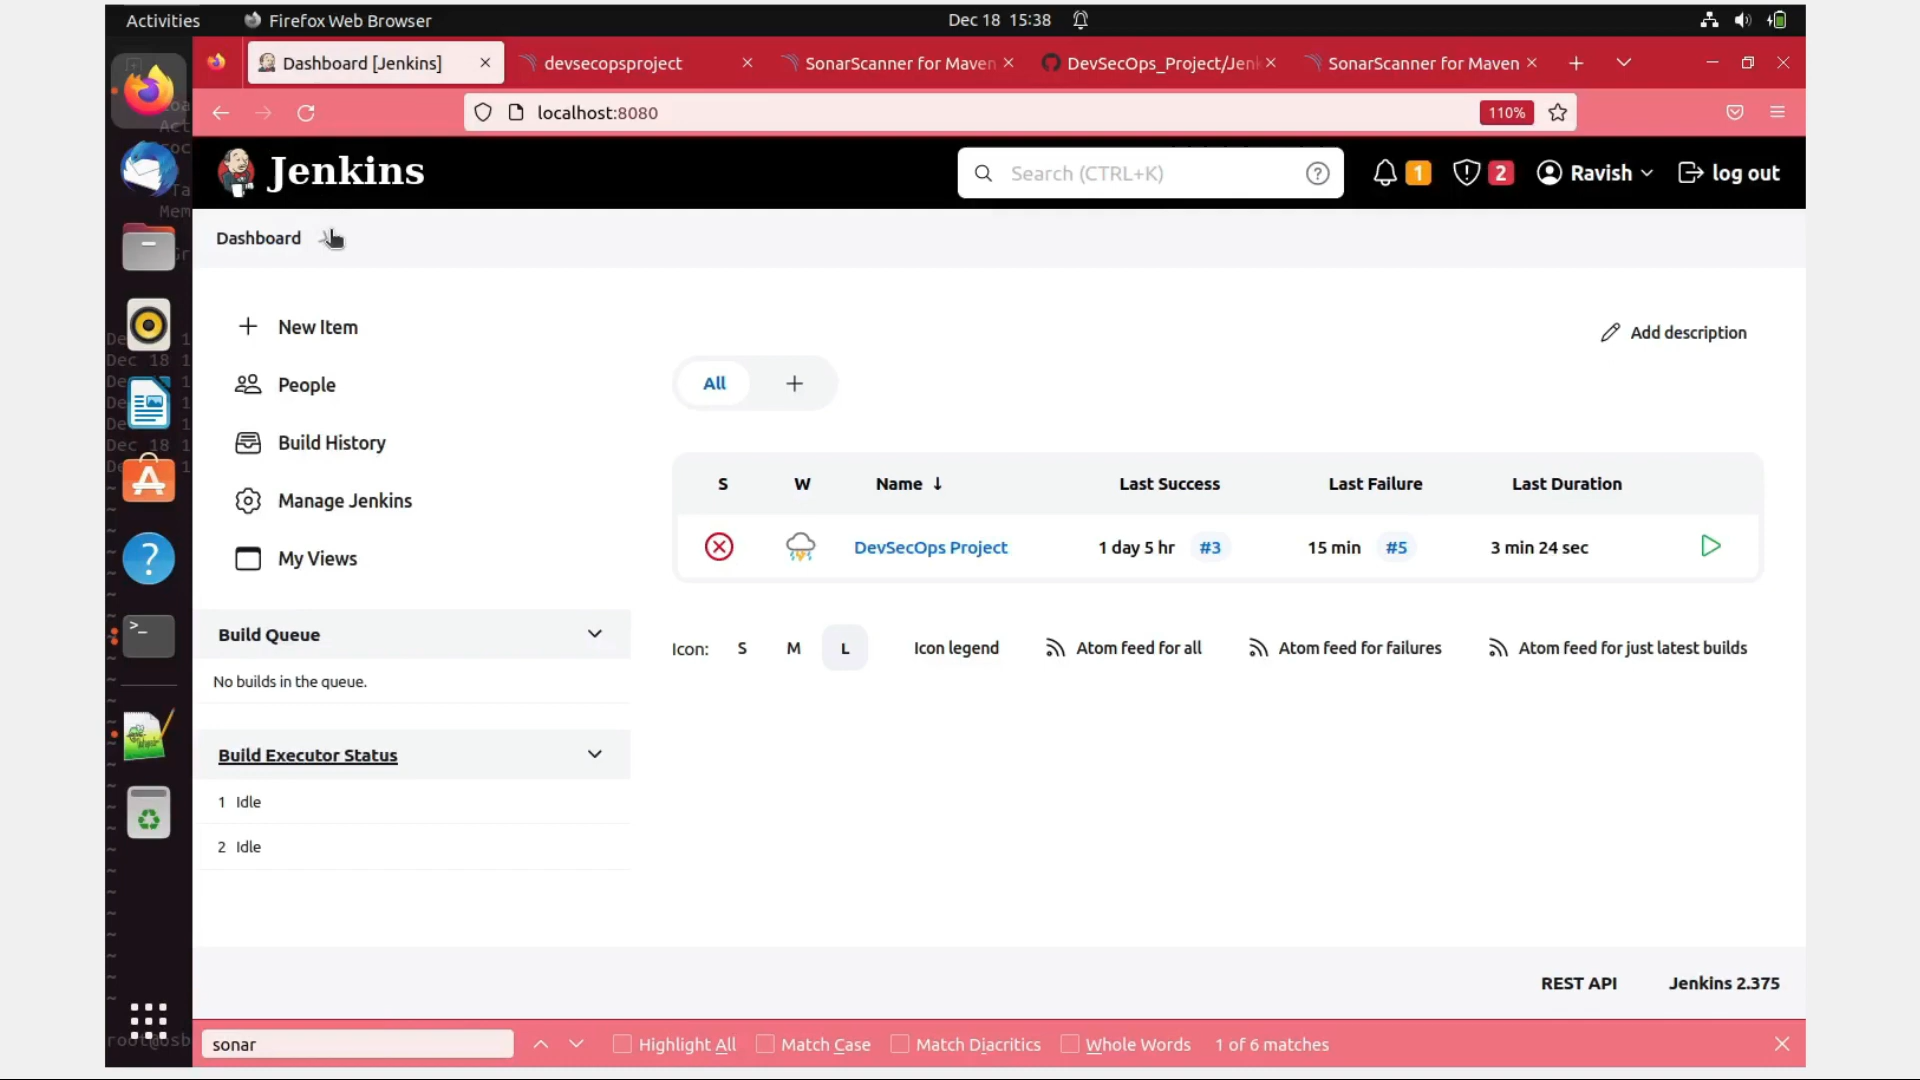 Activities Firefox Web Browser Dec 18 15:38
Dashboard [Jenkins] devsecopsproject SonarScanner for Maven DevSecOps_Project/Jen SonarScanner for Maven
localhost:8080 110%
Jenkins Search (CTRL+K) 1 2 Ravish log out
Dashboard
New Item
Add description
People
All
Build History
S W Name ↓ Last Success Last Failure Last Duration
Manage Jenkins
DevSecOps Project 1 day 5 hr #3 15 min #5 3 min 24 sec
My Views
Build Queue
Icon: S M L Icon legend Atom feed for all Atom feed for failures Atom feed for just latest builds
No builds in the queue.
Build Executor Status
1 Idle
2 Idle
REST API Jenkins 2.375
sonar Highlight All Match Case Match Diacritics Whole Words 1 of 6 matches